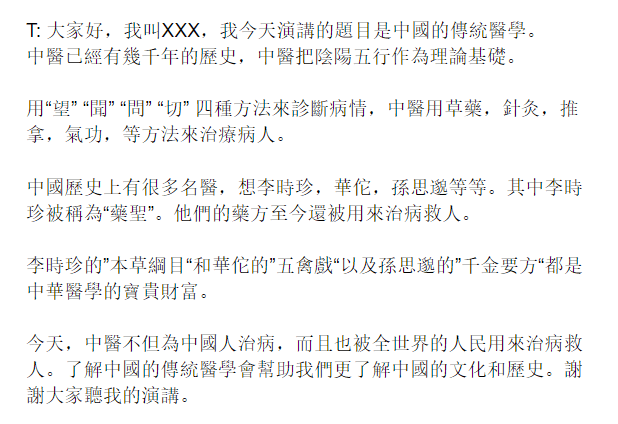 T: 大家好，我叫XXX，我今天演講的題目是中國的傳統醫學。
中醫已經有幾千年的歷史，中醫把陰陽五行作為理論基礎。
用“望” “聞” “問” “切” 四種方法來診斷病情，中醫用草藥，針灸，推
拿，氣功，等方法來治療病人。
中國歷史上有很多名醫，想李時珍，華佗，孫思邈等等。其中李時
珍被稱為“藥聖”。他們的藥方至今還被用來治病救人。
李時珍的”本草綱目“和華佗的”五禽戲“以及孫思邈的”千金要方“都是
中華醫學的寶貴財富。
今天，中醫不但為中國人治病，而且也被全世界的人民用來治病救
人。了解中國的傳統醫學會幫助我們更了解中國的文化和歷史。謝
謝大家聽我的演講。